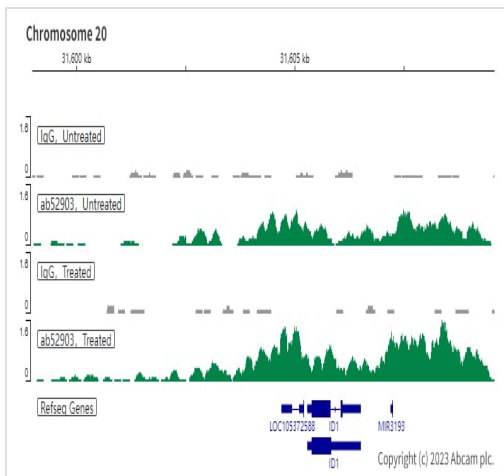 Chromosome 20
31,600 kb 31,605 kb
1.6
IgG, Untreated
0
1.6
ab52903, Untreated
0
1.6
IgG, Treated
0
1.6
ab52903, Treated
0
Refseq Genes
LOC105372588 ID1 MIR3193
ID1
Copyright (c) 2023 Abcam plc.